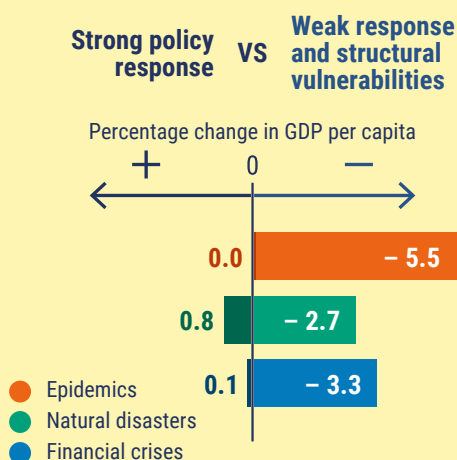 Strong policy
response
VS
Weak response
and structural
vulnerabilities
Percentage change in GDP per capita
+ 0 –
0.0 – 5.5
0.8 – 2.7
0.1 – 3.3
Epidemics
Natural disasters
Financial crises